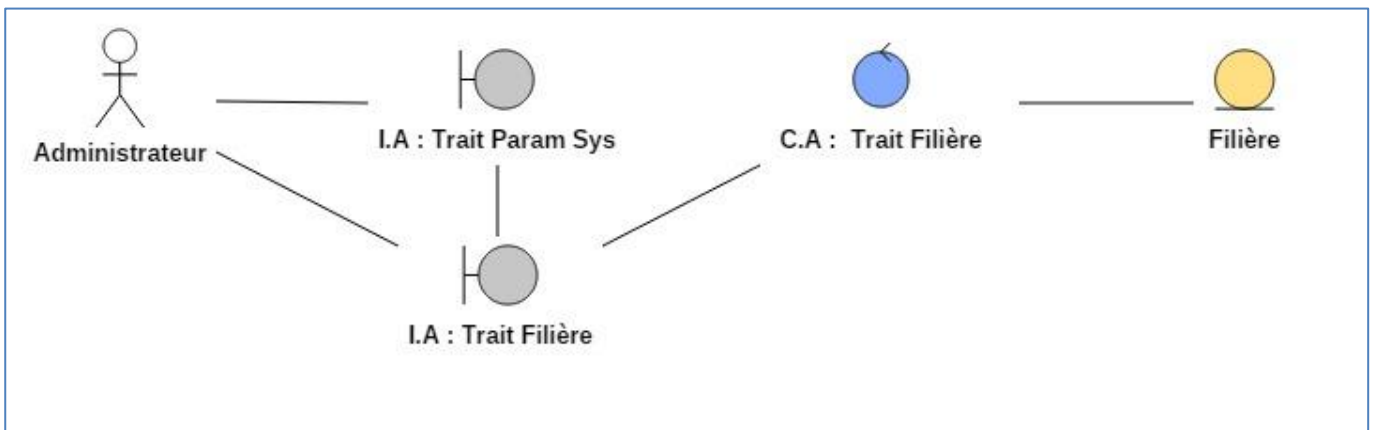 Administrateur
I.A : Trait Param Sys
C.A :  Trait Filière
Filière
I.A : Trait Filière